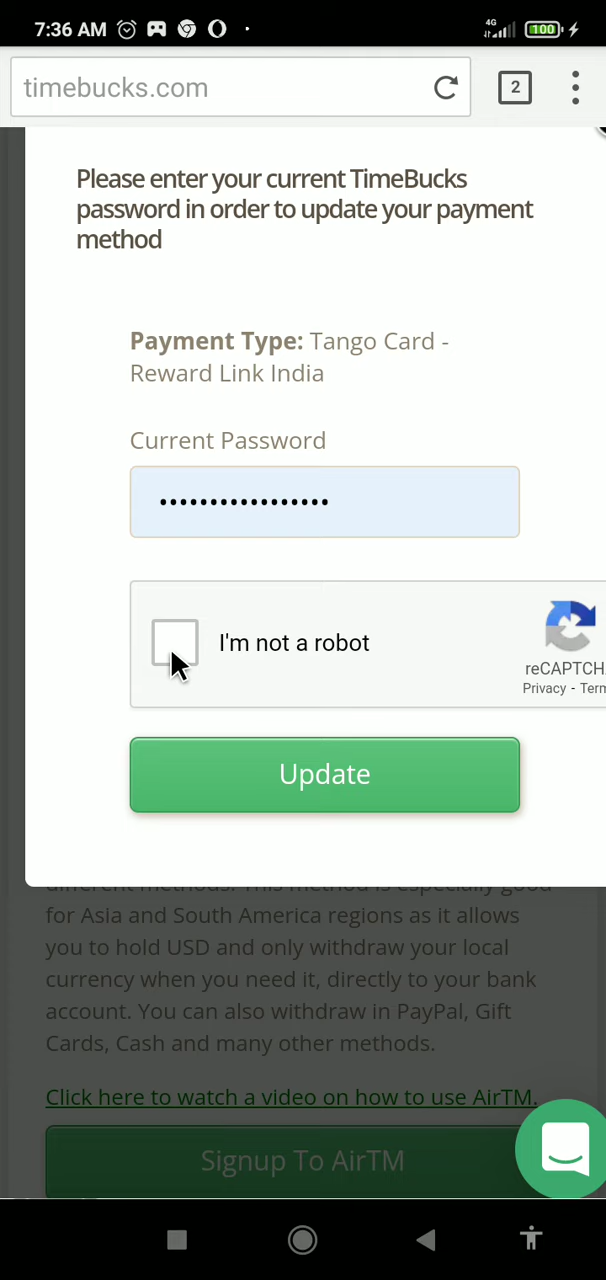 7:36 AM
4G
100
timebucks.com
2
Please enter your current TimeBucks
password in order to update your payment
method
Payment Type: Tango Card -
Reward Link India
Current Password
I'm not a robot
reCAPTCH
Privacy - Term
Update
different methods. This method is especially good
for Asia and South America regions as it allows
you to hold USD and only withdraw your local
currency when you need it, directly to your bank
account. You can also withdraw in PayPal, Gift
Cards, Cash and many other methods.
Click here to watch a video on how to use AirTM.
Signup To AirTM